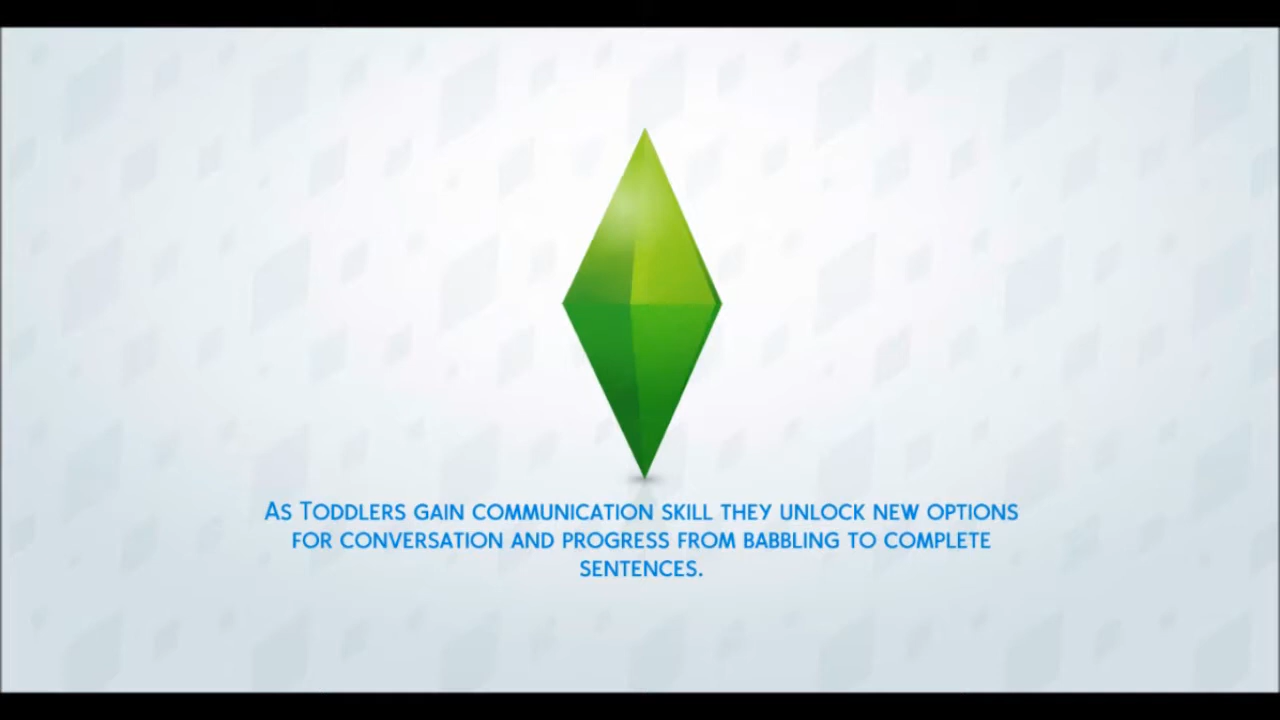 As Toddlers gain communication skill they unlock new options
for conversation and progress from babbling to complete
sentences.